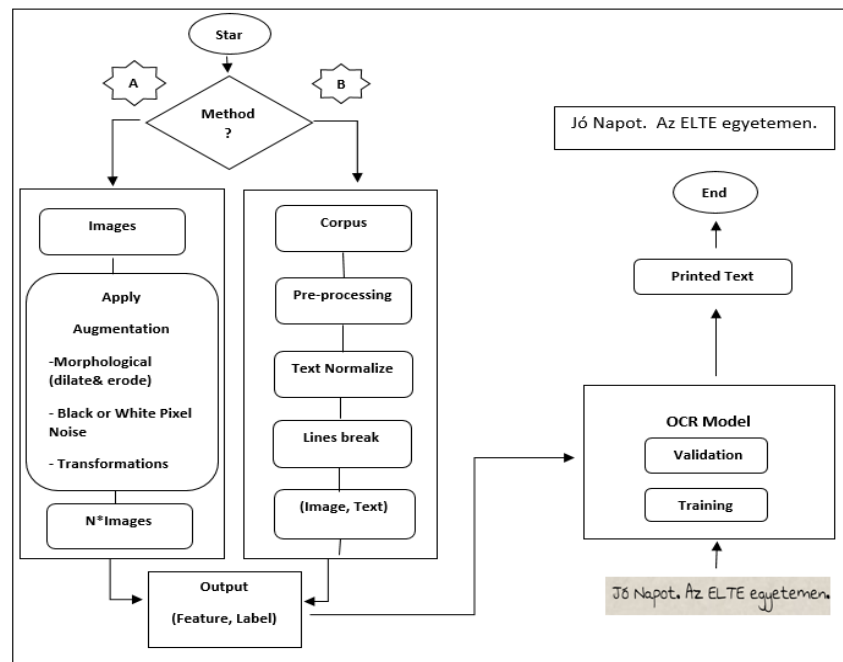 Star
A
B
Method
?
Images
Apply
Augmentation
-Morphological
(dilate& erode)
- Black or White Pixel
Noise
- Transformations
N*Images
Corpus
Pre-processing
Text Normalize
Lines break
(Image, Text)
Output
(Feature, Label)
Jó Napot.  Az ELTE egyetemen.
End
Printed Text
OCR Model
Validation
Training
Jó Napot. Az ELTE egyetemen.